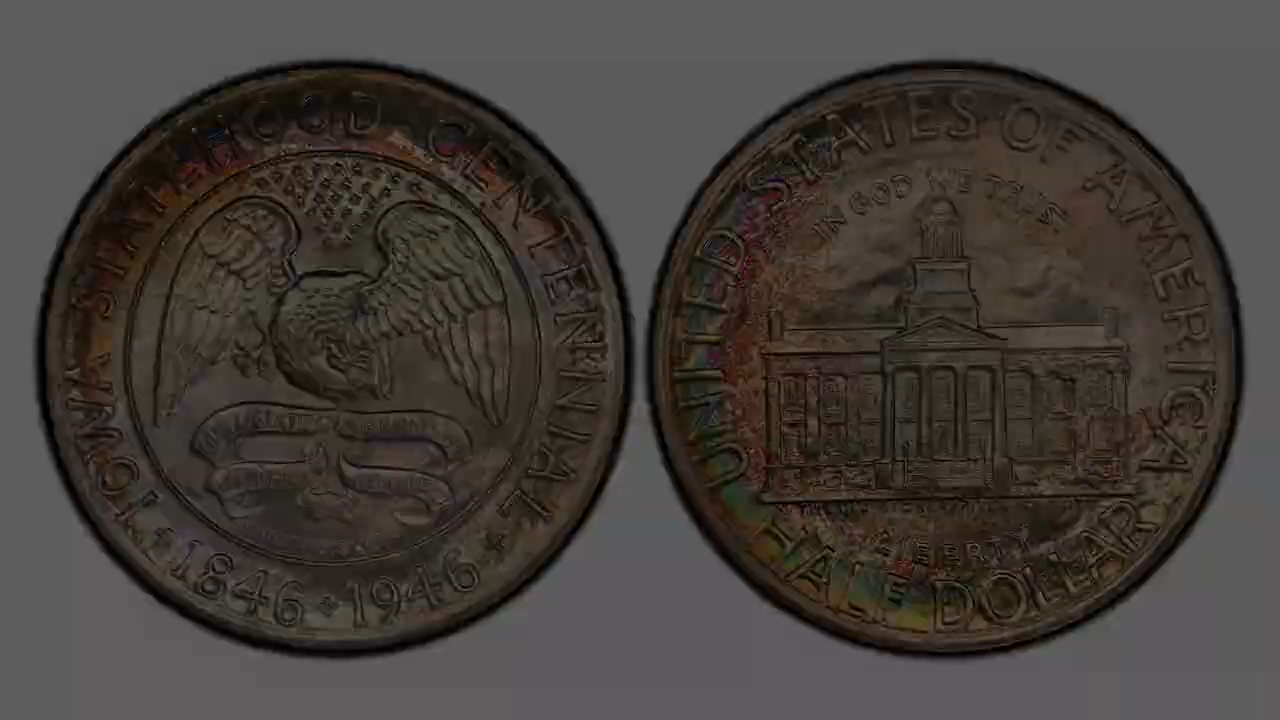 IOWA STATEHOOD CENTENNIAL
1846 1946
UNITED STATES OF AMERICA
IN GOD WE TRUST
LIBERTY
HALF DOLLAR